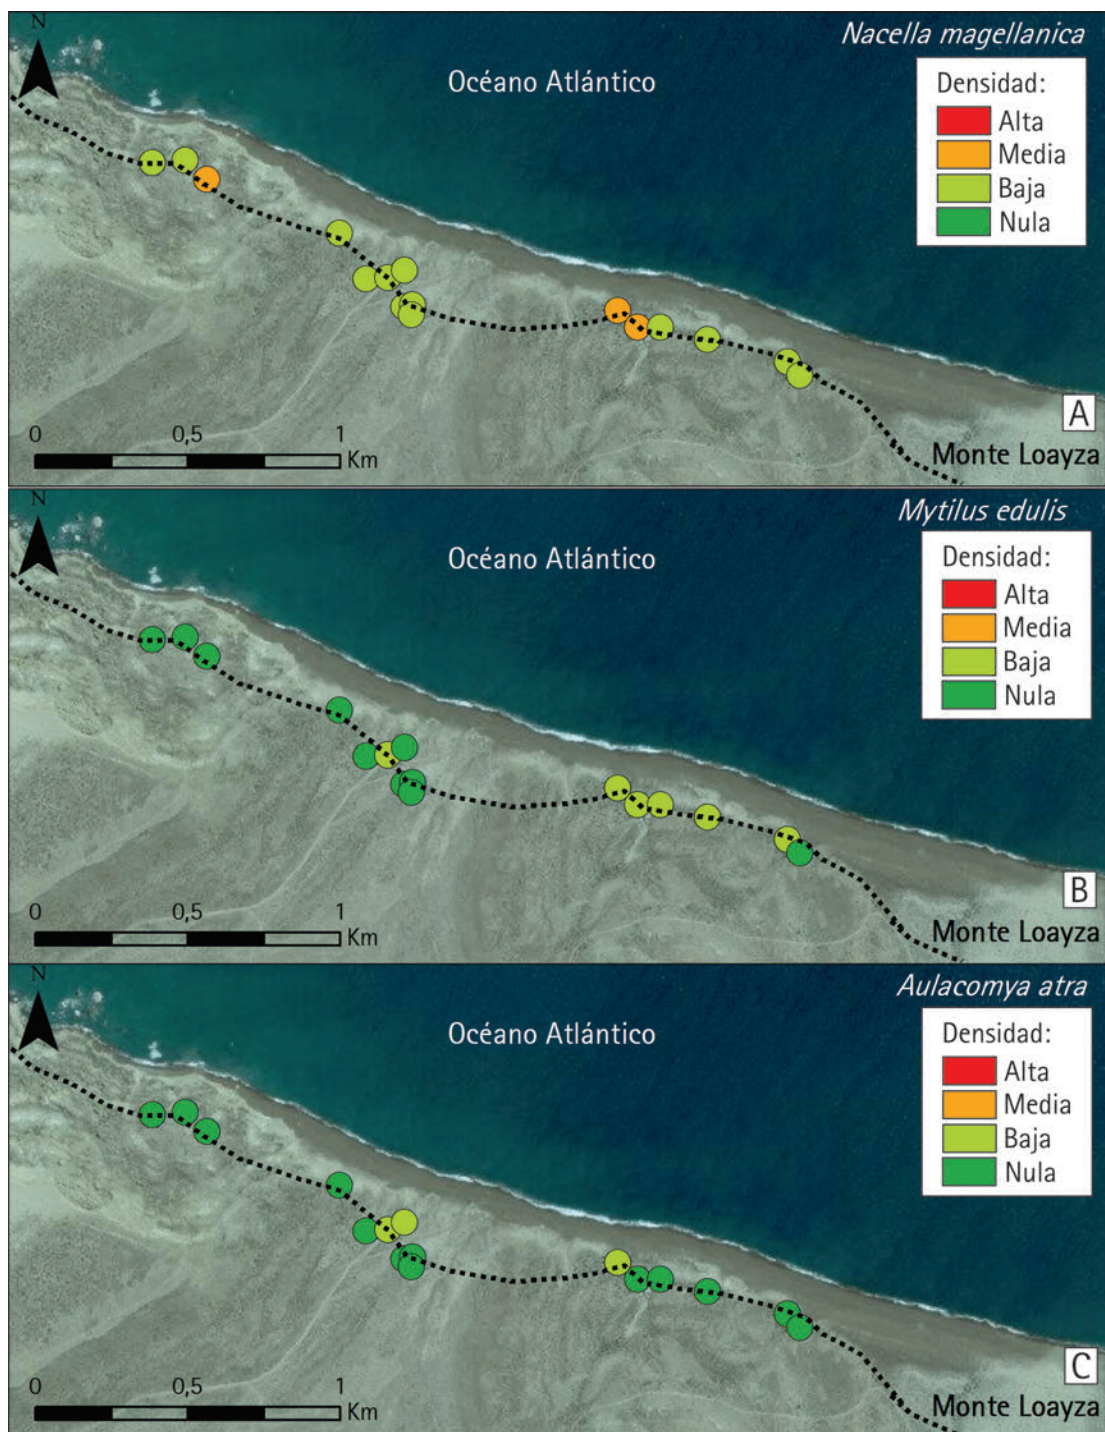 N
Nacella magellanica
Océano Atlántico
Densidad:
Alta
Media
Baja
Nula
A
0 0,5 1
Km
Monte Loayza
N
Mytilus edulis
Océano Atlántico
Densidad:
Alta
Media
Baja
Nula
B
0 0,5 1
Km
Monte Loayza
N
Aulacomya atra
Océano Atlántico
Densidad:
Alta
Media
Baja
Nula
C
0 0,5 1
Km
Monte Loayza